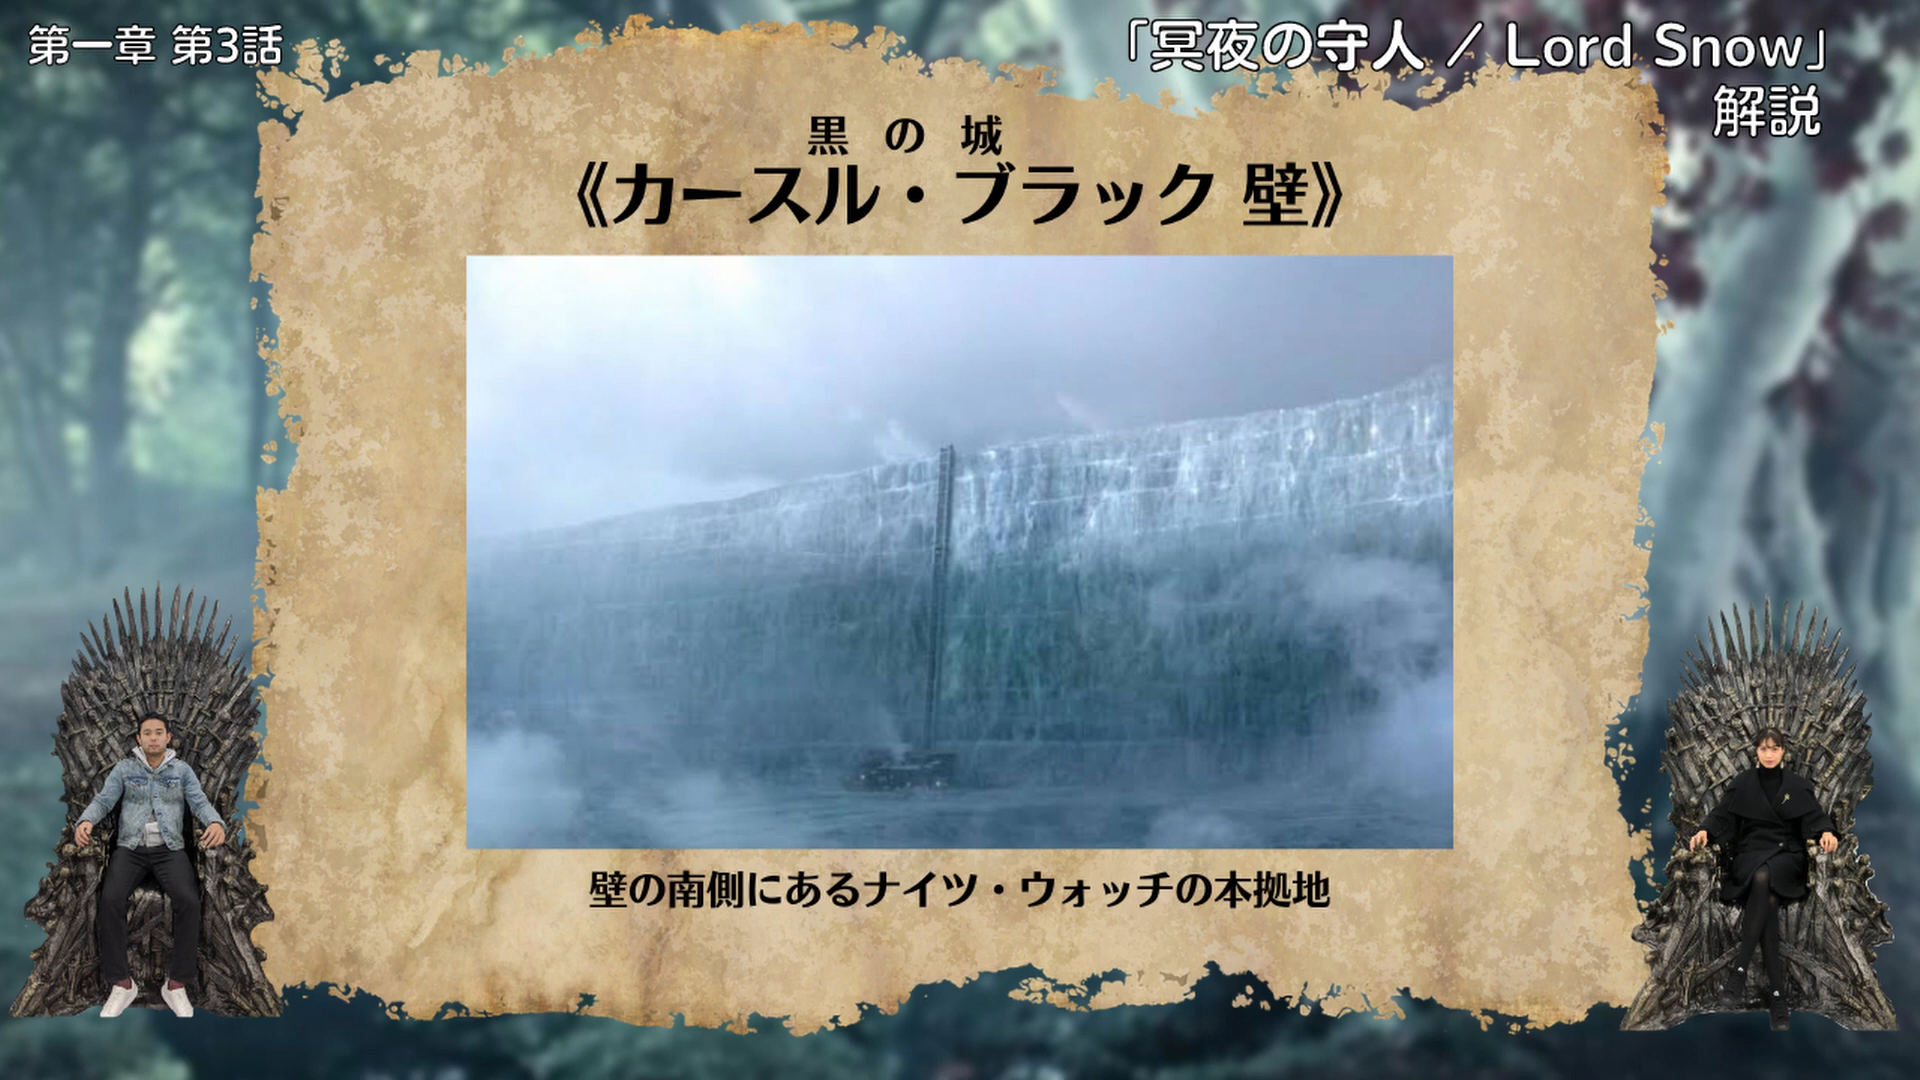 第一章 第3話
「冥夜の守人 / Lord Snow」
解説
黒の城
《カースル・ブラック 壁》
壁の南側にあるナイツ・ウォッチの本拠地